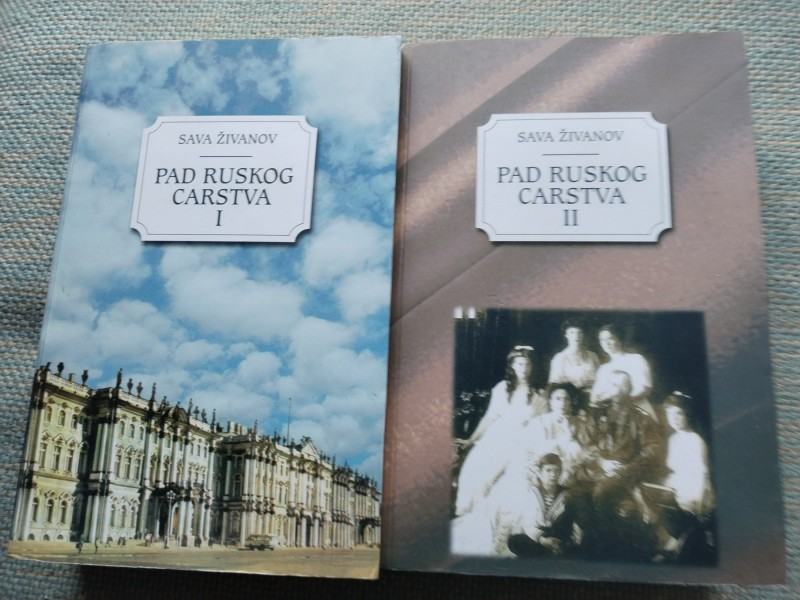 SAVA ŽIVANOV
PAD RUSKOG
CARSTVA
I
SAVA ŽIVANOV
PAD RUSKOG
CARSTVA
II